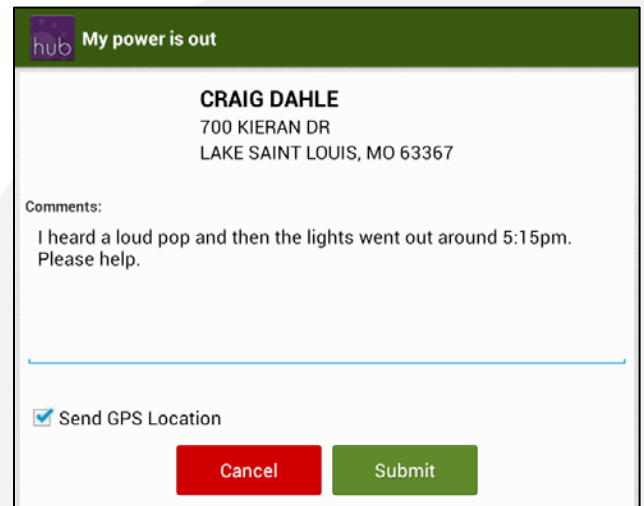 hub My power is out
CRAIG DAHLE
700 KIERAN DR
LAKE SAINT LOUIS, MO 63367
Comments:
I heard a loud pop and then the lights went out around 5:15pm.
Please help.
Send GPS Location
Cancel Submit